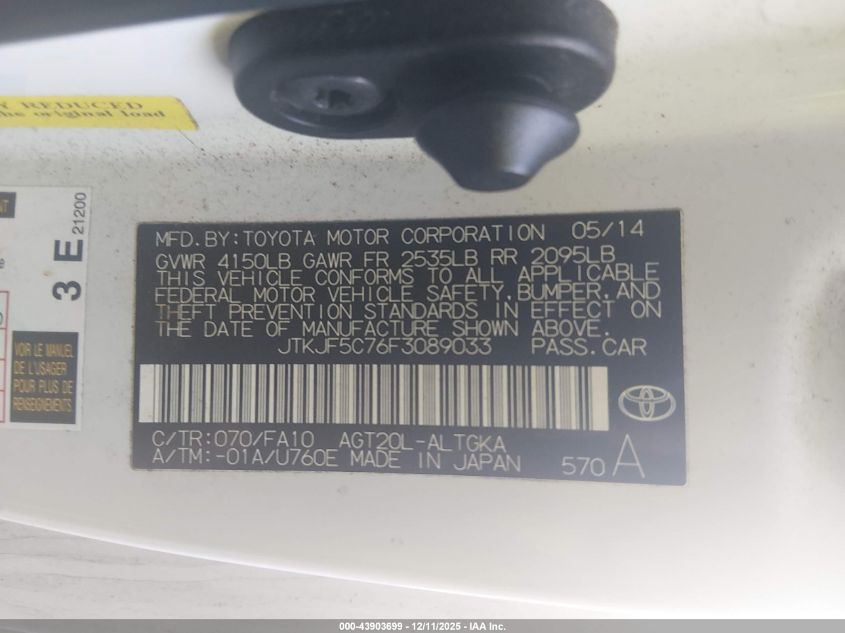 Y REDUCED
the original load
3 E
21200
VOIR LE MANUEL
DE L'USAGER
POUR PLUS DE
RENSEIGNEMENTS
MFD. BY: TOYOTA MOTOR CORPORATION 05/14
GVWR 4150LB GAWR FR 2535LB RR 2095LB
THIS VEHICLE CONFORMS TO ALL APPLICABLE
FEDERAL MOTOR VEHICLE SAFETY, BUMPER, AND
THEFT PREVENTION STANDARDS IN EFFECT ON
THE DATE OF MANUFACTURE SHOWN ABOVE.
JTKJF5C76F3089033 PASS. CAR
C/TR: 070/FA10 AGT20L-ALTGKA
A/TM: -01A/U760E MADE IN JAPAN 570 A
000-43903699 - 12/11/2025 - IAA Inc.